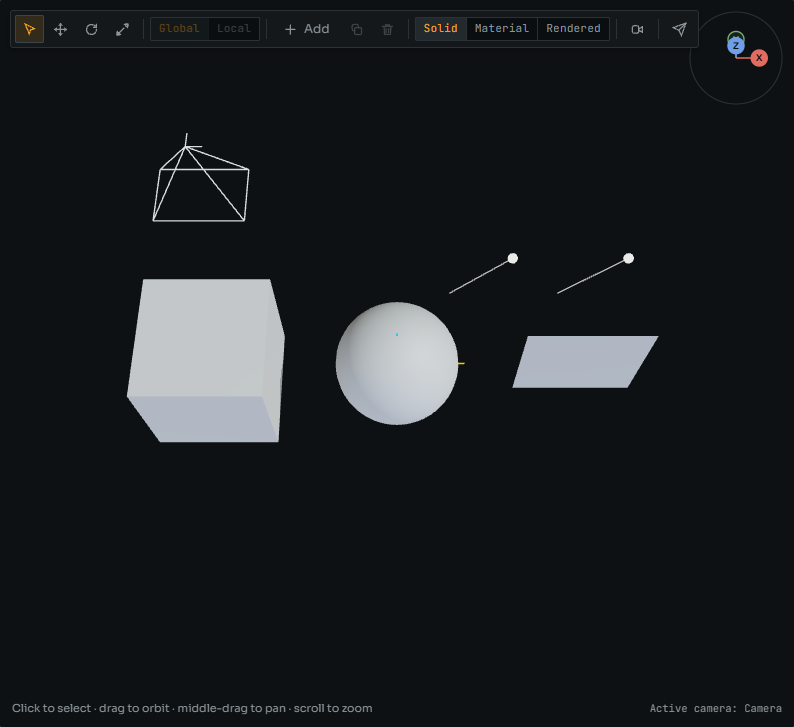 Global Local + Add Solid Material Rendered
Z
X
Click to select · drag to orbit · middle-drag to pan · scroll to zoom
Active camera: Camera